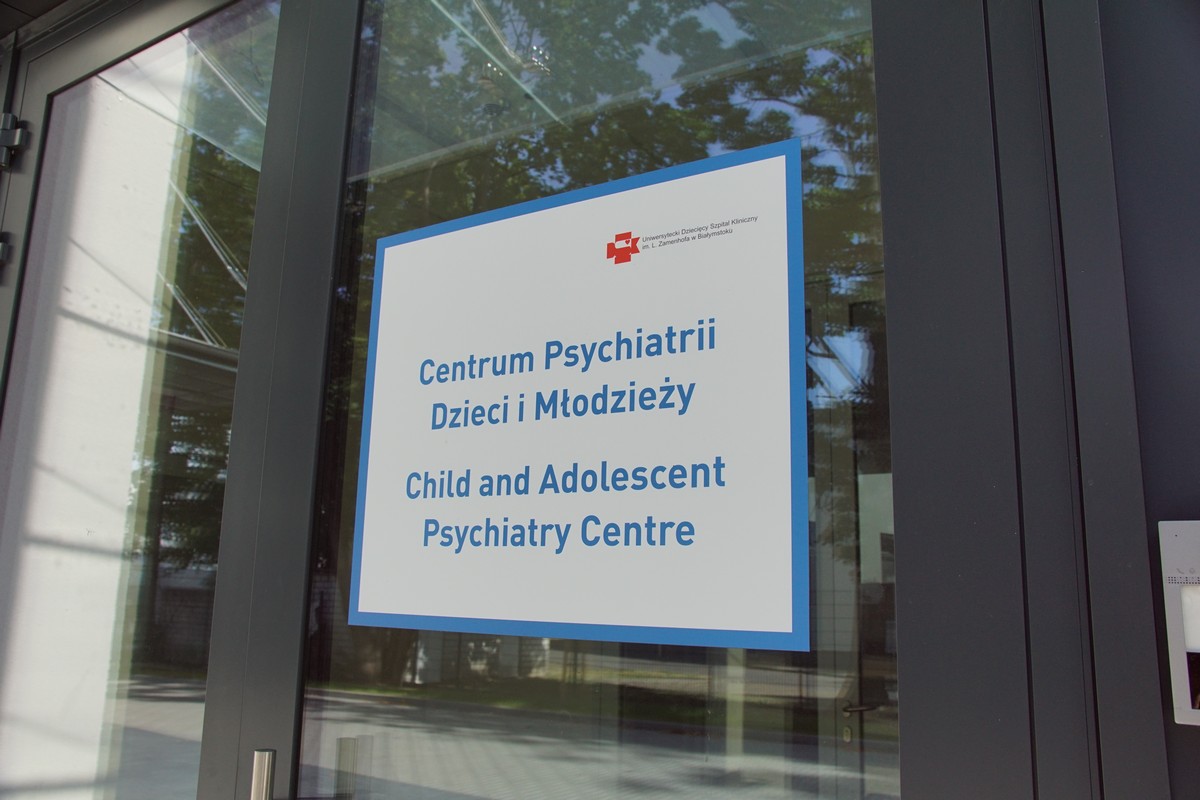 Uniwersytecki Dziecięcy Szpital Kliniczny
im. L. Zamenhofa w Białymstoku
Centrum Psychiatrii
Dzieci i Młodzieży
Child and Adolescent
Psychiatry Centre